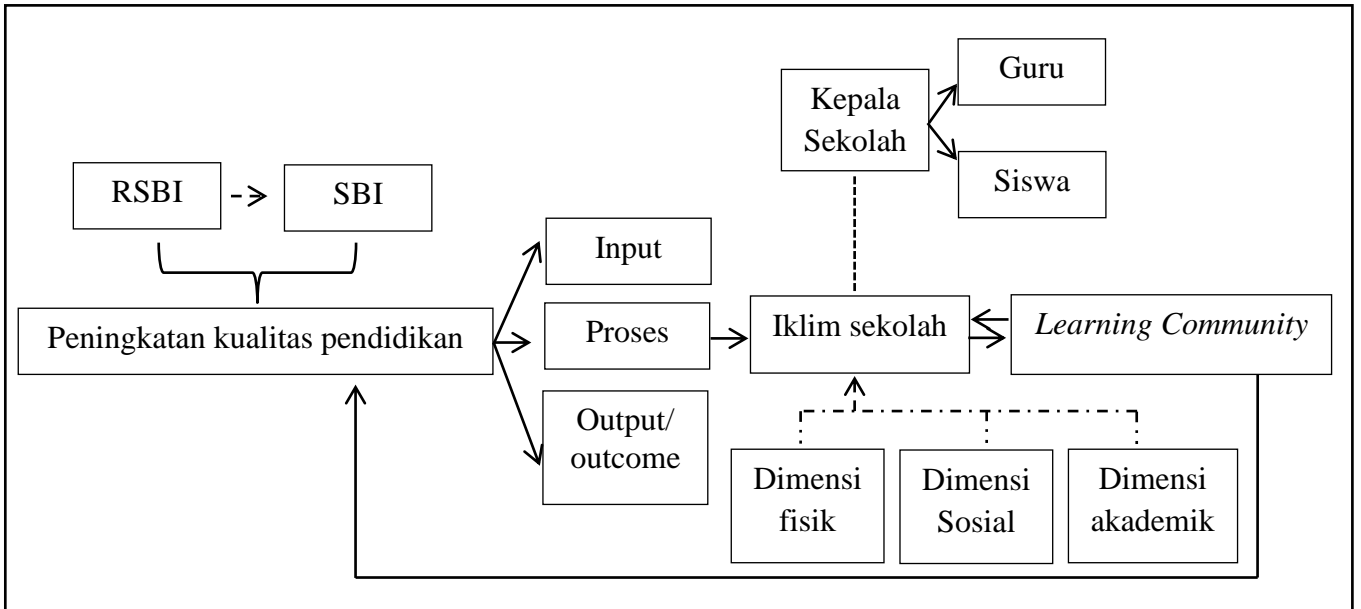 Guru
Kepala
Sekolah
Siswa
RSBI
SBI
Input
Peningkatan kualitas pendidikan
Proses
Iklim sekolah
Learning Community
Output/
outcome
Dimensi
fisik
Dimensi
Sosial
Dimensi
akademik